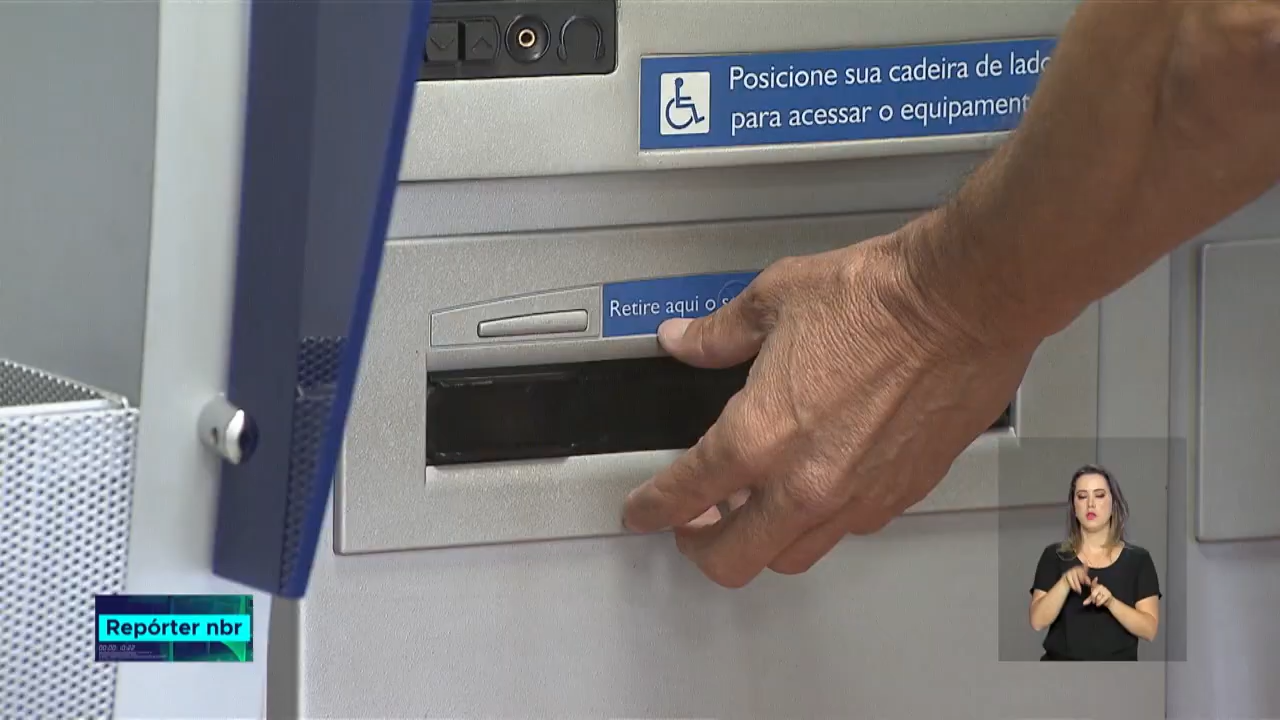 Posicione sua cadeira de lado
para acessar o equipament
Retire aqui o s
Repórter nbr